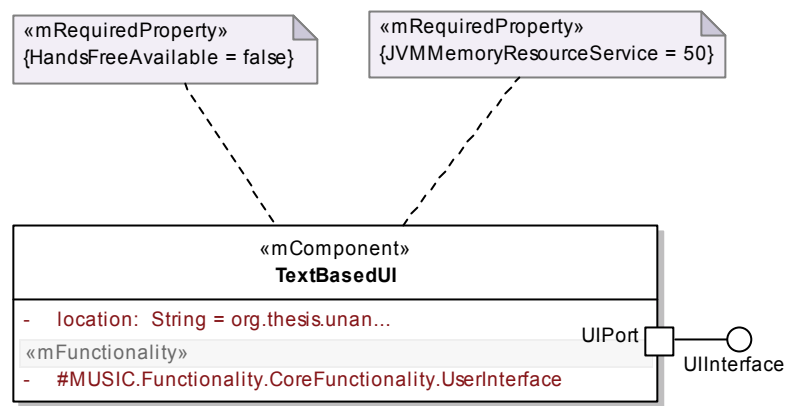 «mRequiredProperty»
{HandsFreeAvailable = false}
«mRequiredProperty»
{JVMMemoryResourceService = 50}
«mComponent»
TextBasedUI
- location: String = org.thesis.unan...
«mFunctionality»
- #MUSIC.Functionality.CoreFunctionality.UserInterface
UIPort
UIInterface